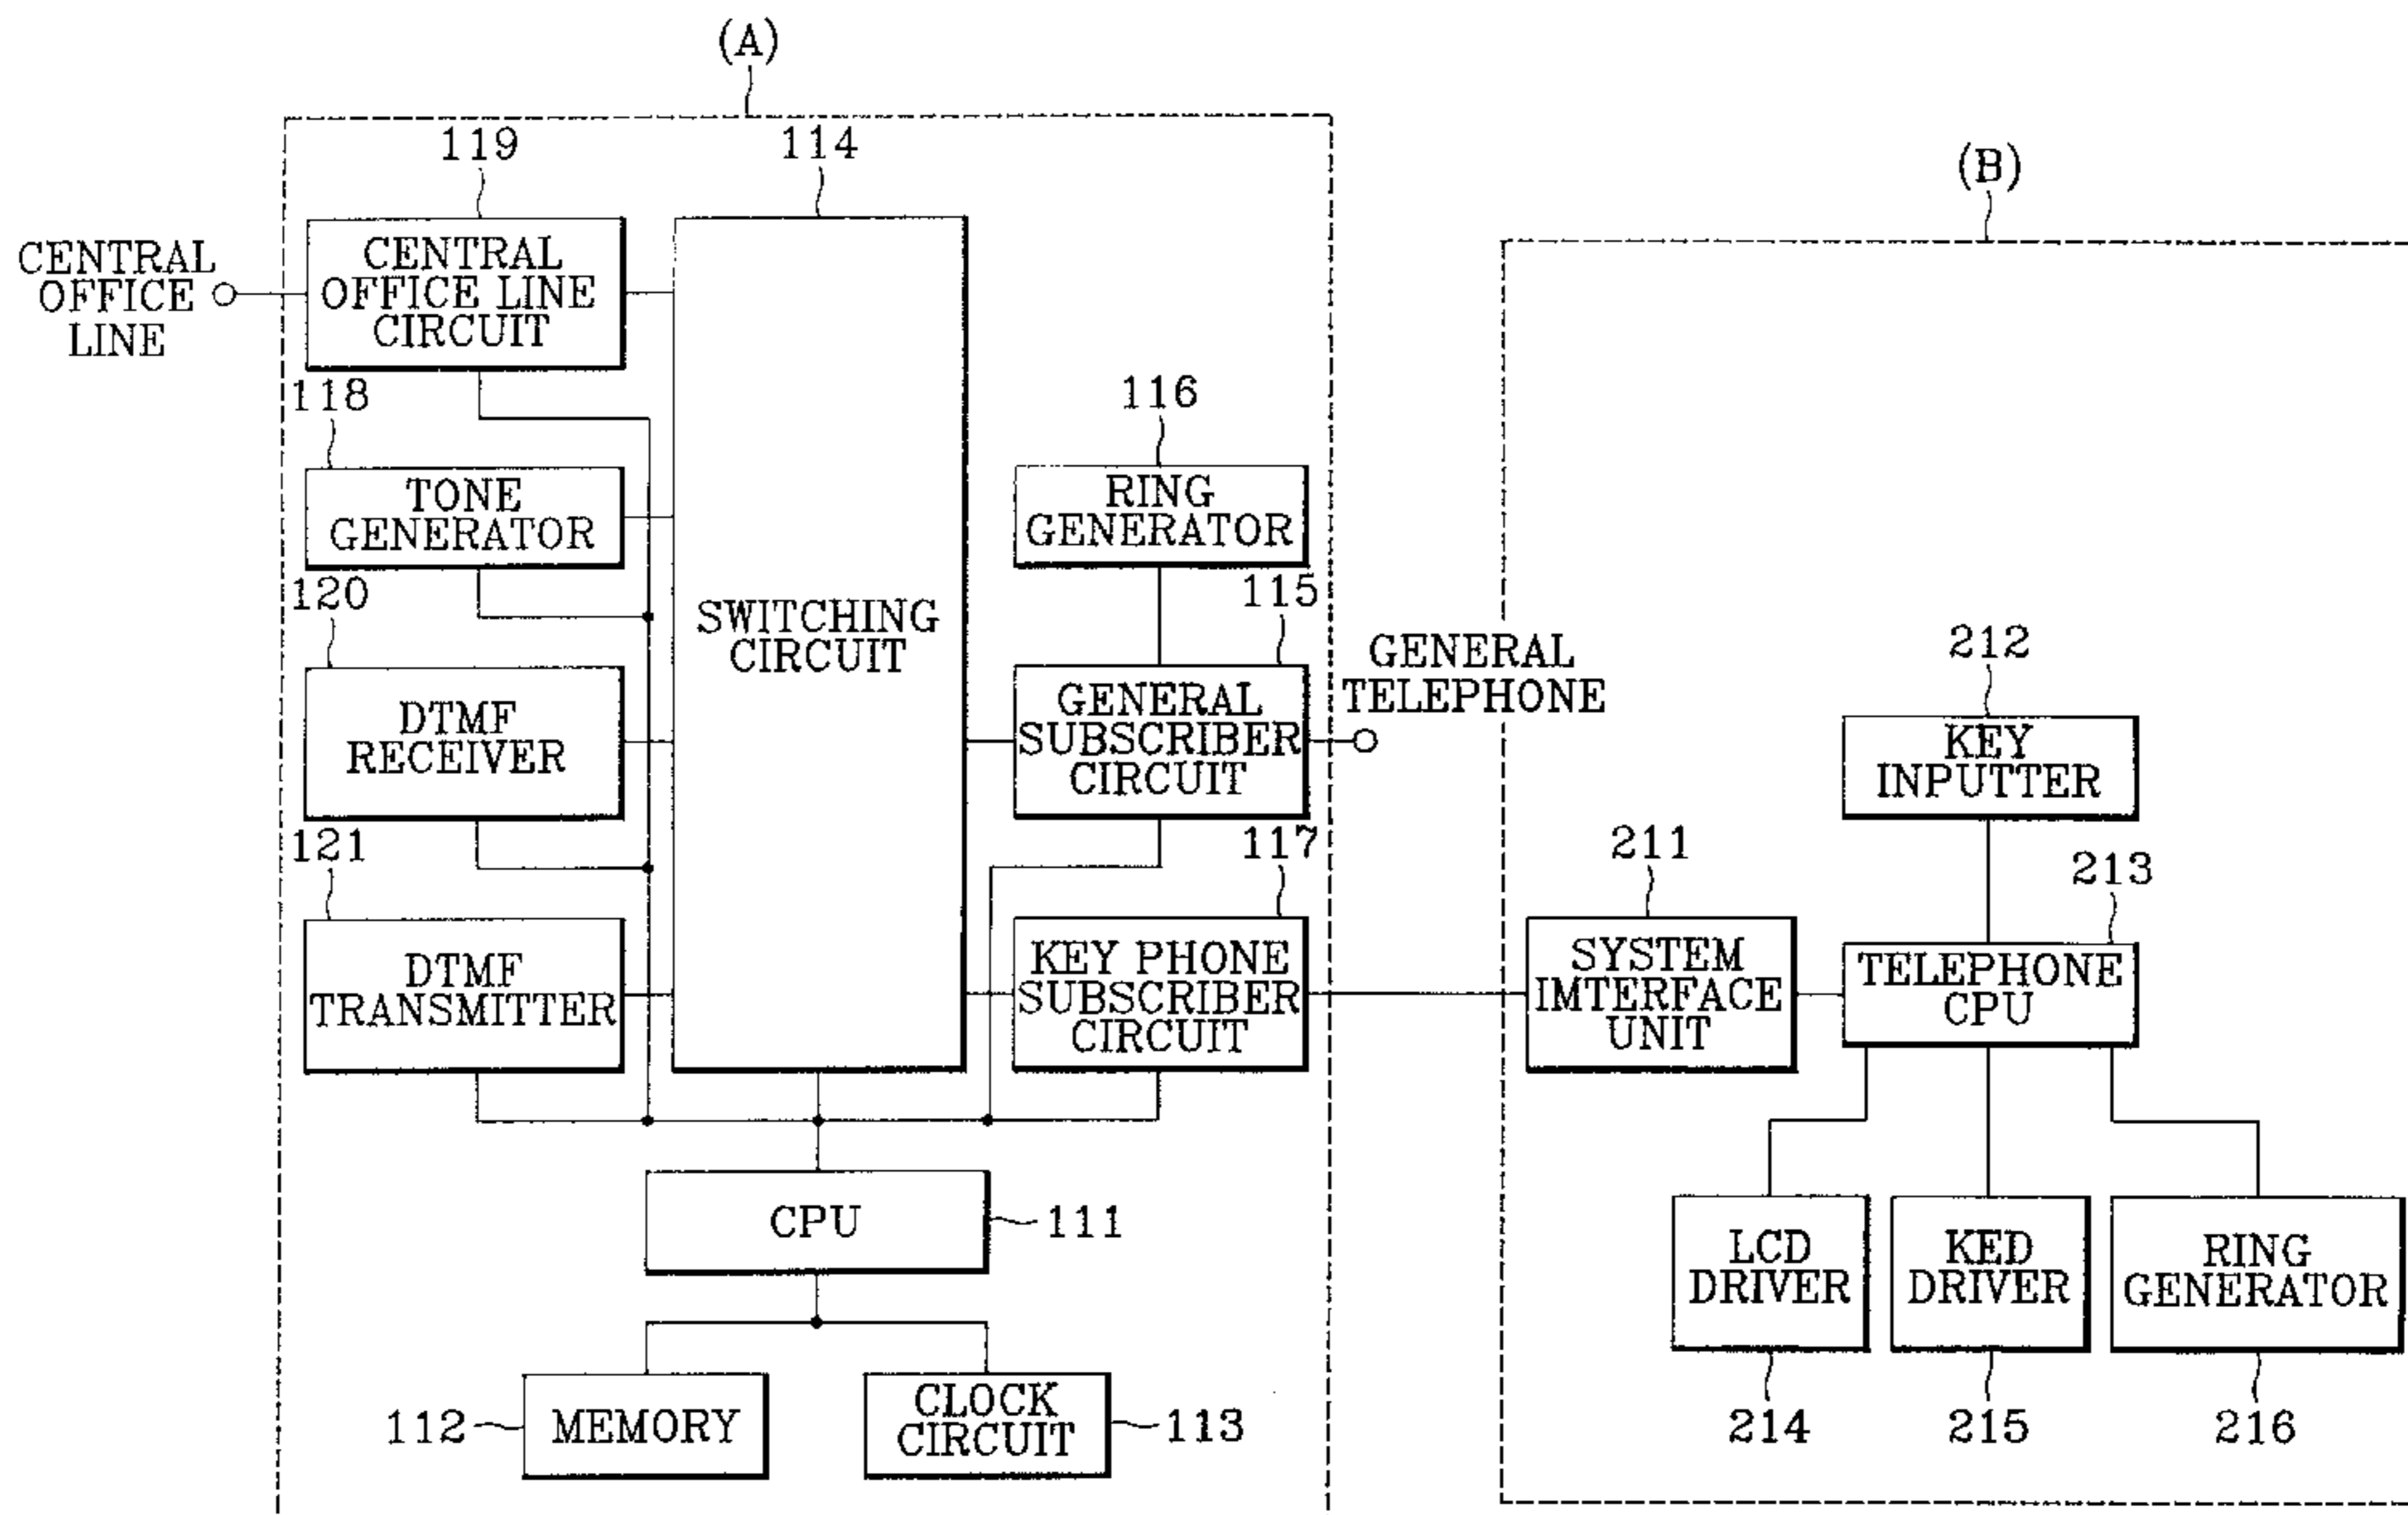 (A)
119
114
(B)
CENTRAL
OFFICE
LINE
CENTRAL
OFFICE LINE
CIRCUIT
118
116
TONE
GENERATOR
RING
GENERATOR
120
115
SWITCHING
CIRCUIT
GENERAL
TELEPHONE
212
DTMF
RECEIVER
GENERAL
SUBSCRIBER
CIRCUIT
KEY
INPUTTER
121
117
211
213
DTMF
TRANSMITTER
KEY PHONE
SUBSCRIBER
CIRCUIT
SYSTEM
IMTERFACE
UNIT
TELEPHONE
CPU
CPU
111
LCD
DRIVER
KED
DRIVER
RING
GENERATOR
112
MEMORY
CLOCK
CIRCUIT
113
214
215
216